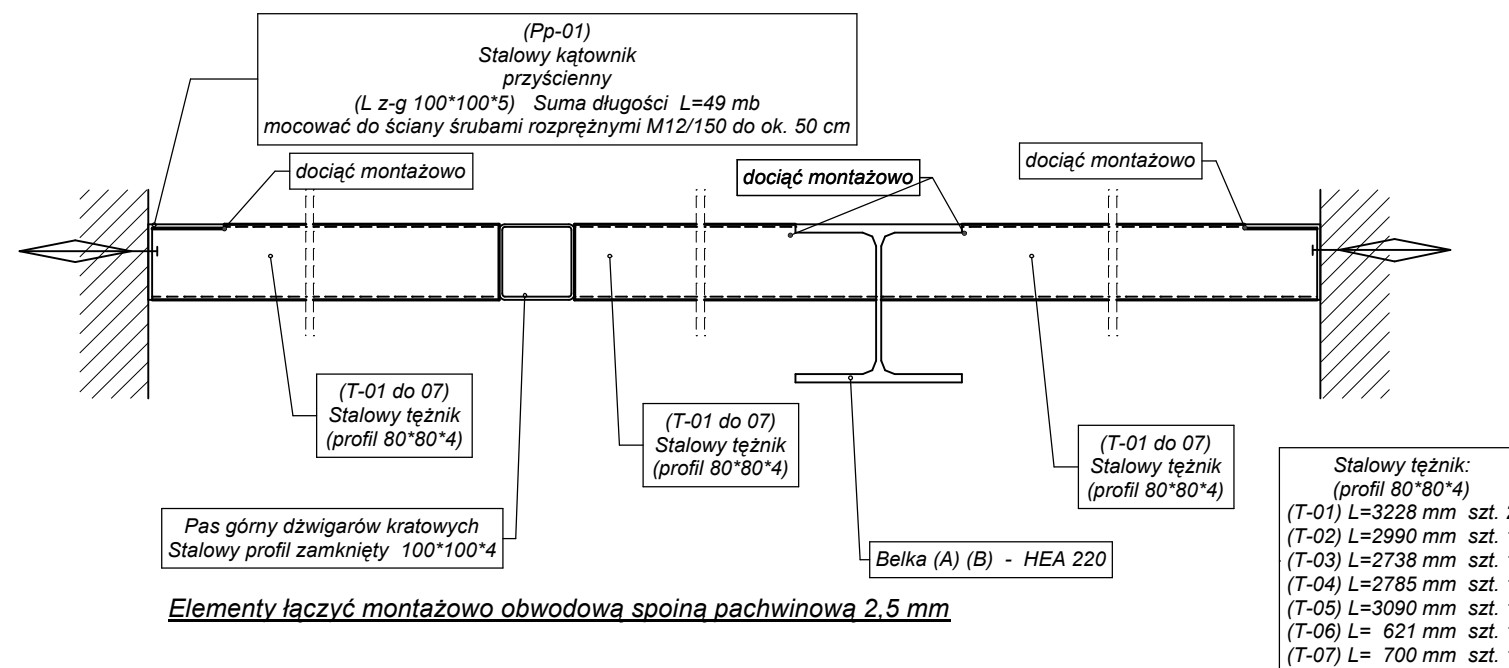 (Pp-01)
Stalowy kątownik
przyścienny
(L z-g 100*100*5)   Suma długości  L=49 mb
mocować do ściany śrubami rozprężnymi M12/150 do ok. 50 cm
dociąć montażowo
dociąć montażowo
dociąć montażowo
(T-01 do 07)
Stalowy tężnik
(profil 80*80*4)
(T-01 do 07)
Stalowy tężnik
(profil 80*80*4)
(T-01 do 07)
Stalowy tężnik
(profil 80*80*4)
Pas górny dźwigarów kratowych
Stalowy profil zamknięty  100*100*4
Belka (A) (B)  -  HEA 220
Elementy łączyć montażowo obwodową spoiną pachwinową 2,5 mm
Stalowy tężnik:
(profil 80*80*4)
(T-01) L=3228 mm  szt.
(T-02) L=2990 mm  szt.
(T-03) L=2738 mm  szt.
(T-04) L=2785 mm  szt.
(T-05) L=3090 mm  szt.
(T-06) L=  621 mm  szt.
(T-07) L=  700 mm  szt.